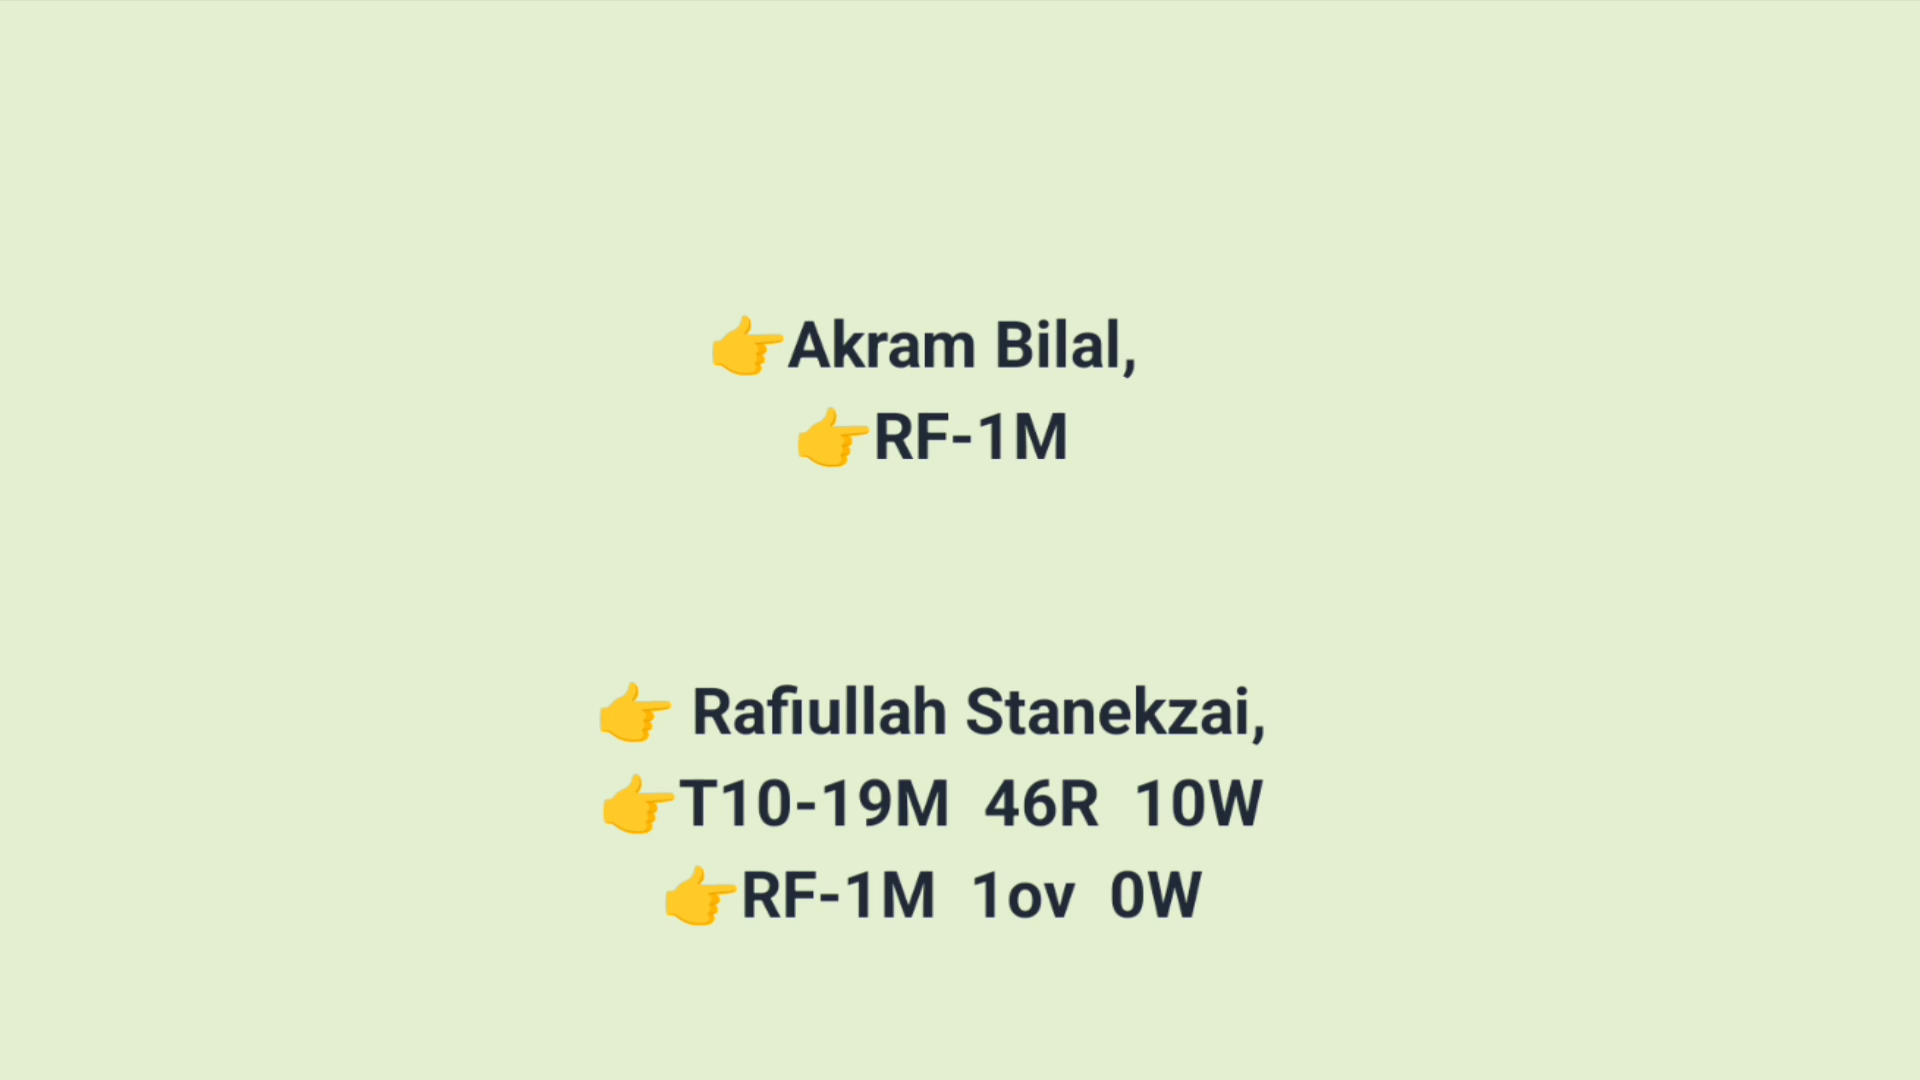 👉Akram Bilal,
👉RF-1M
👉 Rafiullah Stanekzai,
👉T10-19M  46R  10W
👉RF-1M  1ov  0W